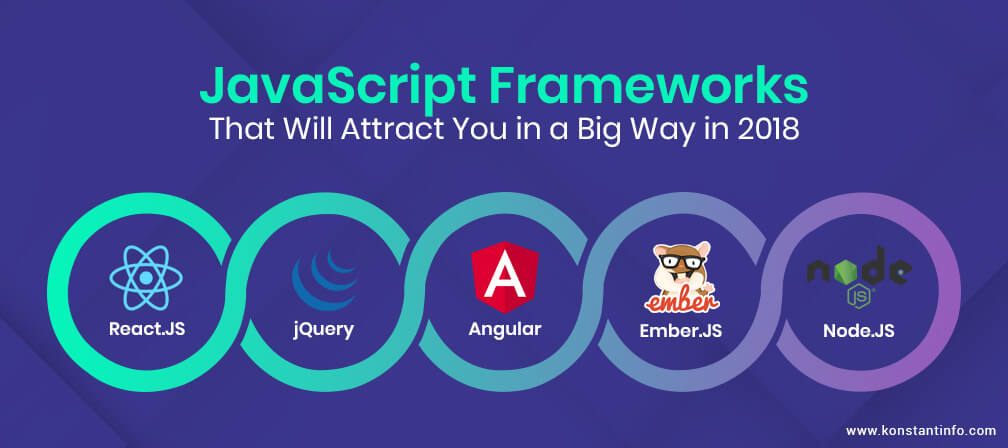 JavaScript Frameworks
That Will Attract You in a Big Way in 2018
A
ember
node
JS
React.JS
jQuery
Angular
Ember.JS
Node.JS
www.konstantinfo.com